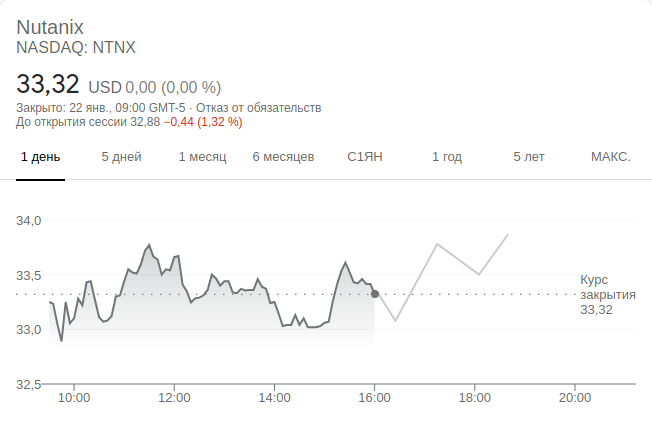 Nutanix
NASDAQ: NTNX
33,32 USD 0,00 (0,00 %)
Закрыто: 22 янв., 09:00 GMT-5 · Отказ от обязательств
До открытия сессии 32,88 −0,44 (1,32 %)
1 день 5 дней 1 месяц 6 месяцев С1ЯН 1 год 5 лет МАКС.
34,0
33,5
Курс
закрытия
33,32
33,0
32,5
10:00 12:00 14:00 16:00 18:00 20:00